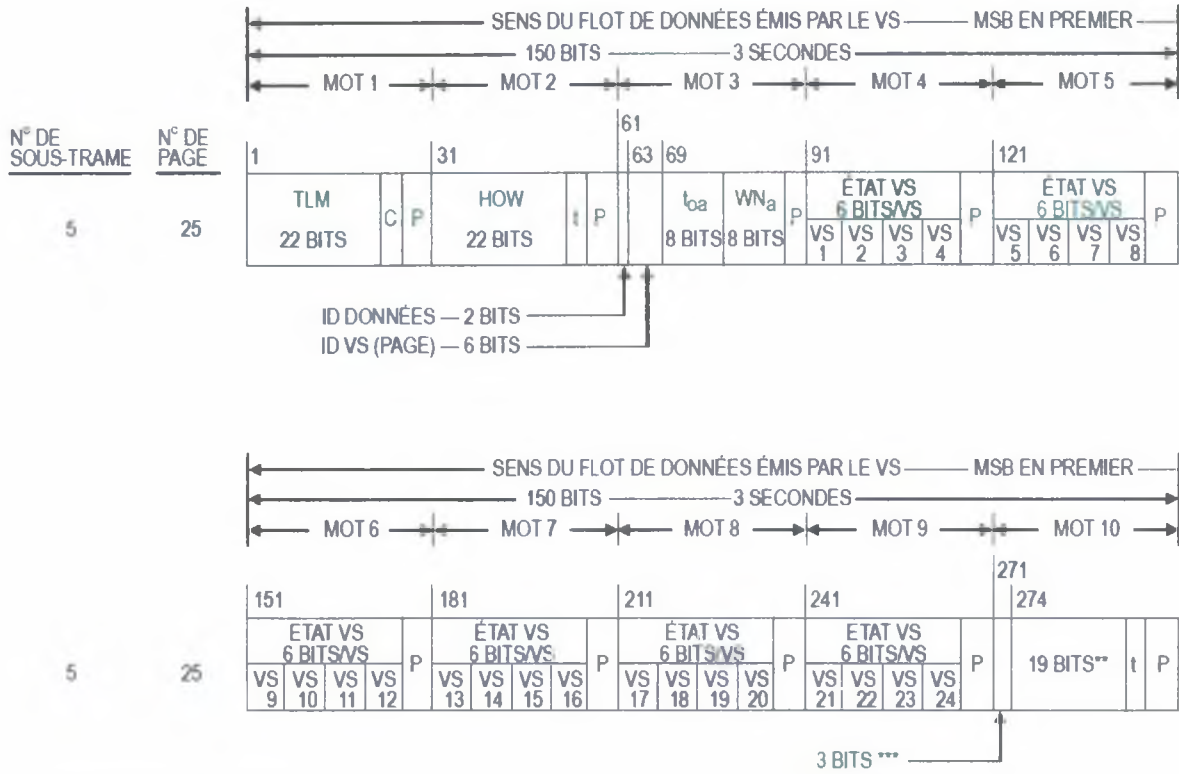 SENS DU FLOT DE DONNÉES ÉMIS PAR LE VS MSB EN PREMIER
150 BITS 3 SECONDES
MOT 1 MOT 2 MOT 3 MOT 4 MOT 5
N° DE SOUS-TRAME
N° DE PAGE
61
1 31 63 69 91 121
5 25
TLM 22 BITS C P
HOW 22 BITS t P
toa 8 BITS
WNa 8 BITS P
ÉTAT VS 6 BITS/VS P
VS 1 VS 2 VS 3 VS 4
ÉTAT VS 6 BITS/VS P
VS 5 VS 6 VS 7 VS 8
ID DONNÉES — 2 BITS
ID VS (PAGE) — 6 BITS
SENS DU FLOT DE DONNÉES ÉMIS PAR LE VS MSB EN PREMIER
150 BITS 3 SECONDES
MOT 6 MOT 7 MOT 8 MOT 9 MOT 10
271
151 181 211 241 274
5 25
ÉTAT VS 6 BITS/VS P
VS 9 VS 10 VS 11 VS 12
ÉTAT VS 6 BITS/VS P
VS 13 VS 14 VS 15 VS 16
ÉTAT VS 6 BITS/VS P
VS 17 VS 18 VS 19 VS 20
ÉTAT VS 6 BITS/VS P
VS 21 VS 22 VS 23 VS 24
19 BITS** t P
3 BITS ***